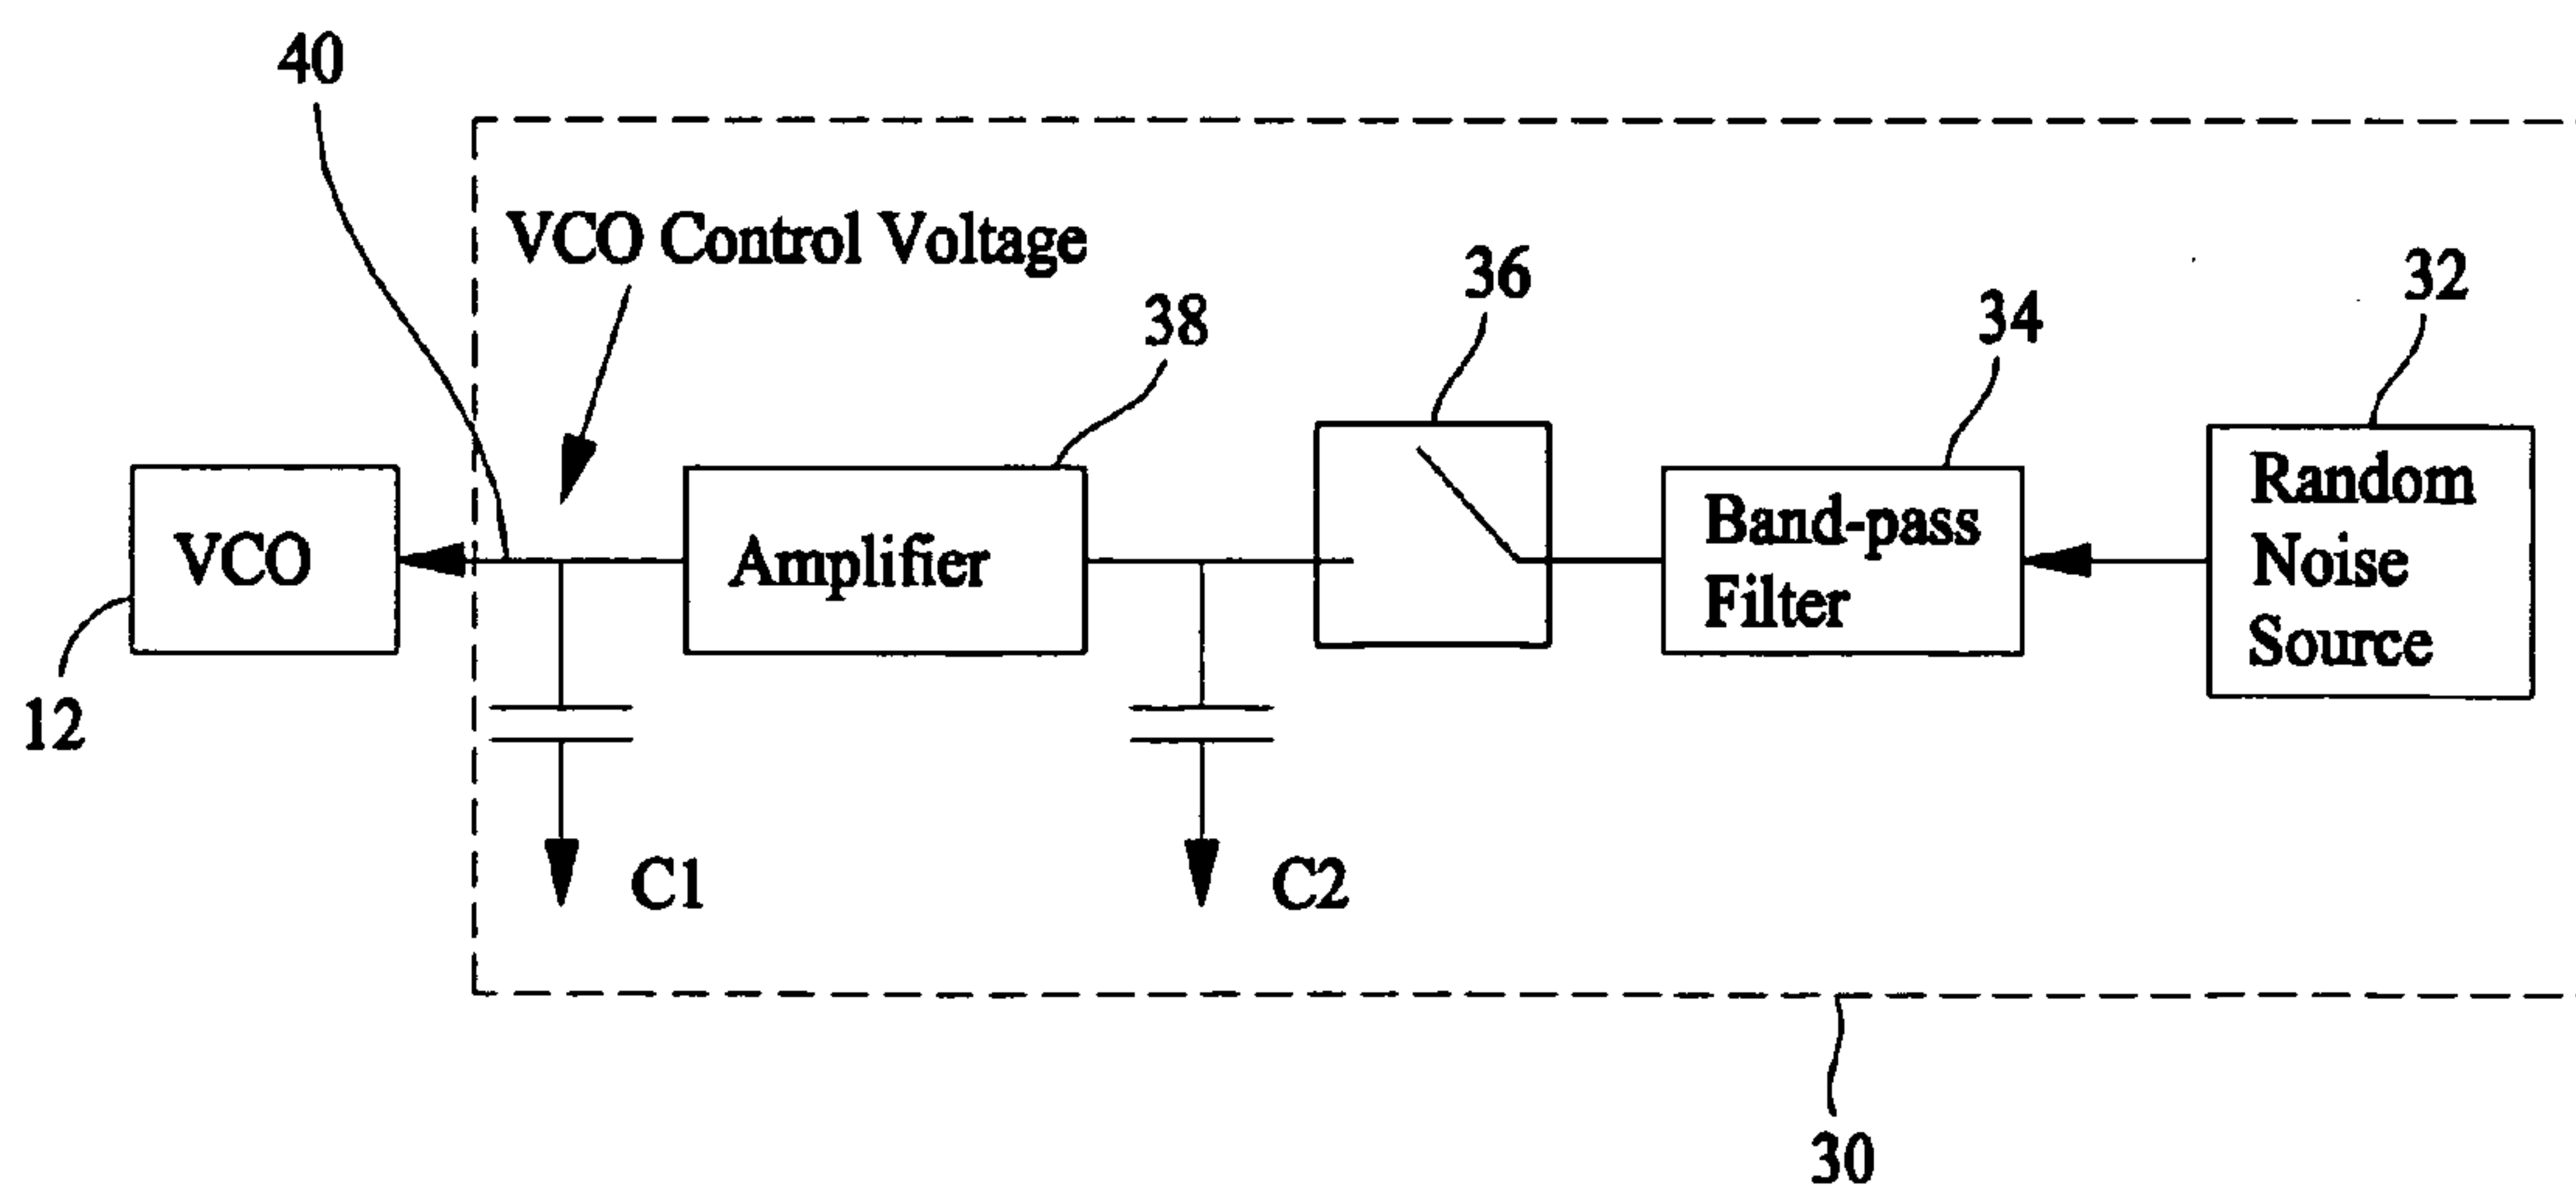 40
VCO Control Voltage
36
32
38
34
VCO
Amplifier
Band-pass
Filter
Random
Noise
Source
12
C1
C2
30